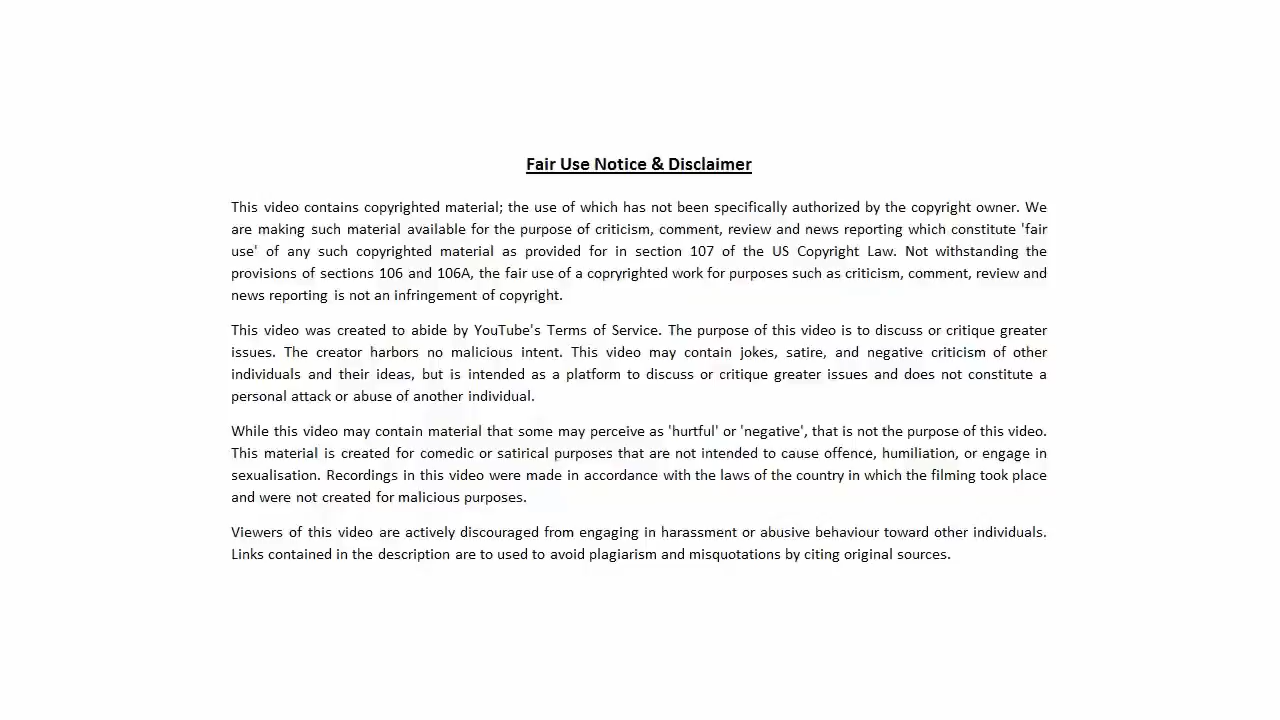 Fair Use Notice & Disclaimer
This video contains copyrighted material; the use of which has not been specifically authorized by the copyright owner. We
are making such material available for the purpose of criticism, comment, review and news reporting which constitute 'fair
use' of any such copyrighted material as provided for in section 107 of the US Copyright Law. Not withstanding the
provisions of sections 106 and 106A, the fair use of a copryrighted work for purposes such as criticism, comment, review and
news reporting is not an infringement of copyright.
This video was created to abide by YouTube's Terms of Service. The purpose of this video is to discuss or critique greater
issues. The creator harbors no malicious intent. This video may contain jokes, satire, and negative criticism of other
individuals and their ideas, but is intended as a platform to discuss or critique greater issues and does not constitute a
personal attack or abuse of another individual.
While this video may contain material that some may perceive as 'hurtful' or 'negative', that is not the purpose of this video.
This material is created for comedic or satirical purposes that are not intended to cause offence, humiliation, or engage in
sexualisation. Recordings in this video were made in accordance with the laws of the country in which the filming took place
and were not created for malicious purposes.
Viewers of this video are actively discouraged from engaging in harassment or abusive behaviour toward other individuals.
Links contained in the description are to used to avoid plagiarism and misquotations by citing original sources.